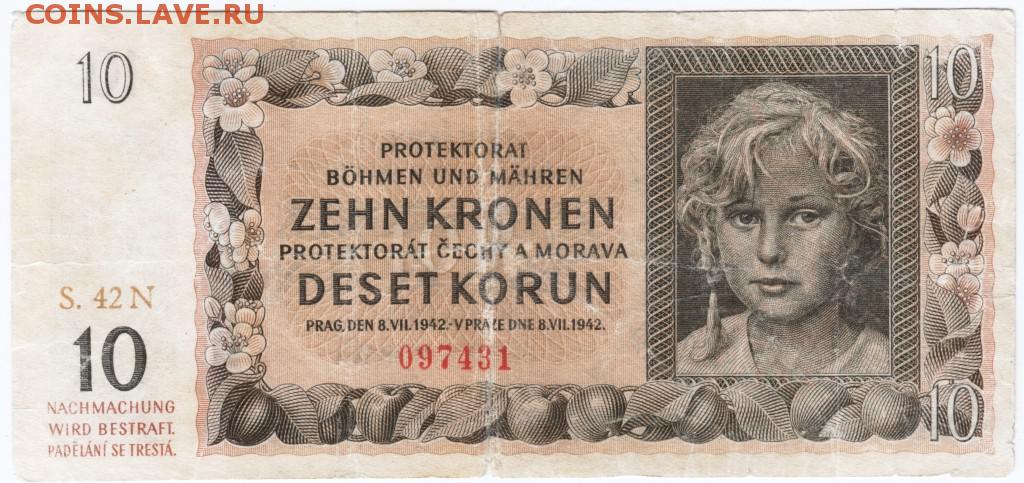 COINS.LAVE.RU
10
10
PROTEKTORAT
BÖHMEN UND MÄHREN
ZEHN KRONEN
PROTEKTORÁT ČECHY A MORAVA
DESET KORUN
PRAG, DEN 8.VII.1942.-V PRAZE DNE 8.VII.1942.
097431
S. 42 N
10
NACHMACHUNG
WIRD BESTRAFT.
PADĚLÁNÍ SE TRESTÁ.
10